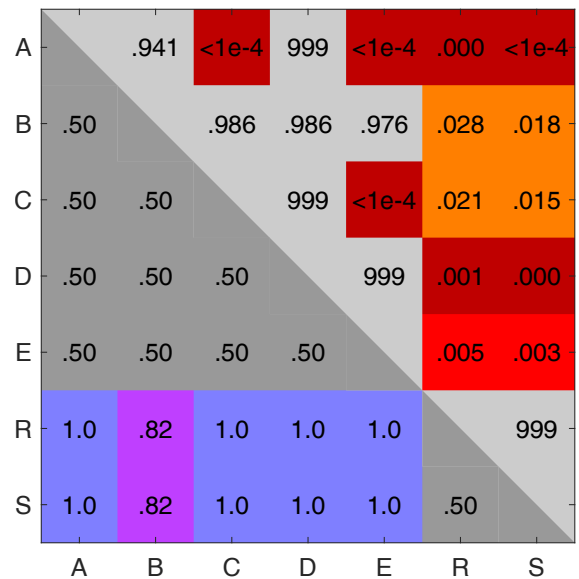 A .941 <1e-4 999 <1e-4 .000 <1e-4
B .50 .986 .986 .976 .028 .018
C .50 .50 999 <1e-4 .021 .015
D .50 .50 .50 999 .001 .000
E .50 .50 .50 .50 .005 .003
R 1.0 .82 1.0 1.0 1.0 999
S 1.0 .82 1.0 1.0 1.0 .50
A B C D E R S